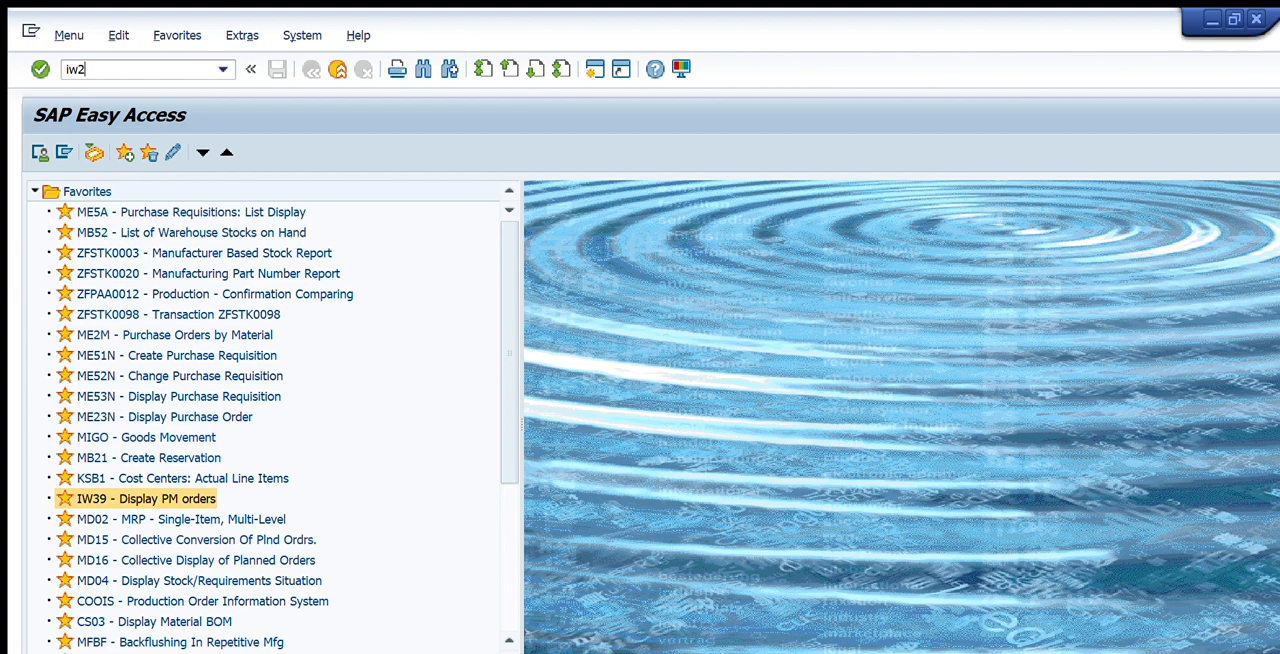 Menu Edit Favorites Extras System Help
iw2
SAP Easy Access
Favorites
ME5A - Purchase Requisitions: List Display
MB52 - List of Warehouse Stocks on Hand
ZFSTK0003 - Manufacturer Based Stock Report
ZFSTK0020 - Manufacturing Part Number Report
ZFPAA0012 - Production - Confirmation Comparing
ZFSTK0098 - Transaction ZFSTK0098
ME2M - Purchase Orders by Material
ME51N - Create Purchase Requisition
ME52N - Change Purchase Requisition
ME53N - Display Purchase Requisition
ME23N - Display Purchase Order
MIGO - Goods Movement
MB21 - Create Reservation
KSB1 - Cost Centers: Actual Line Items
IW39 - Display PM orders
MD02 - MRP - Single-Item, Multi-Level
MD15 - Collective Conversion Of Plnd Ordrs.
MD16 - Collective Display of Planned Orders
MD04 - Display Stock/Requirements Situation
COOIS - Production Order Information System
CS03 - Display Material BOM
MFBF - Backflushing In Repetitive Mfg
marketplace